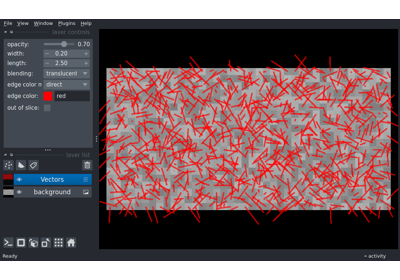 File View Window Plugins Help
layer controls
opacity: 0.70
width: 0.20
length: 2.50
blending: translucent
edge color m direct
edge color: red
out of slice:
layer list
Vectors
background
Ready
activity